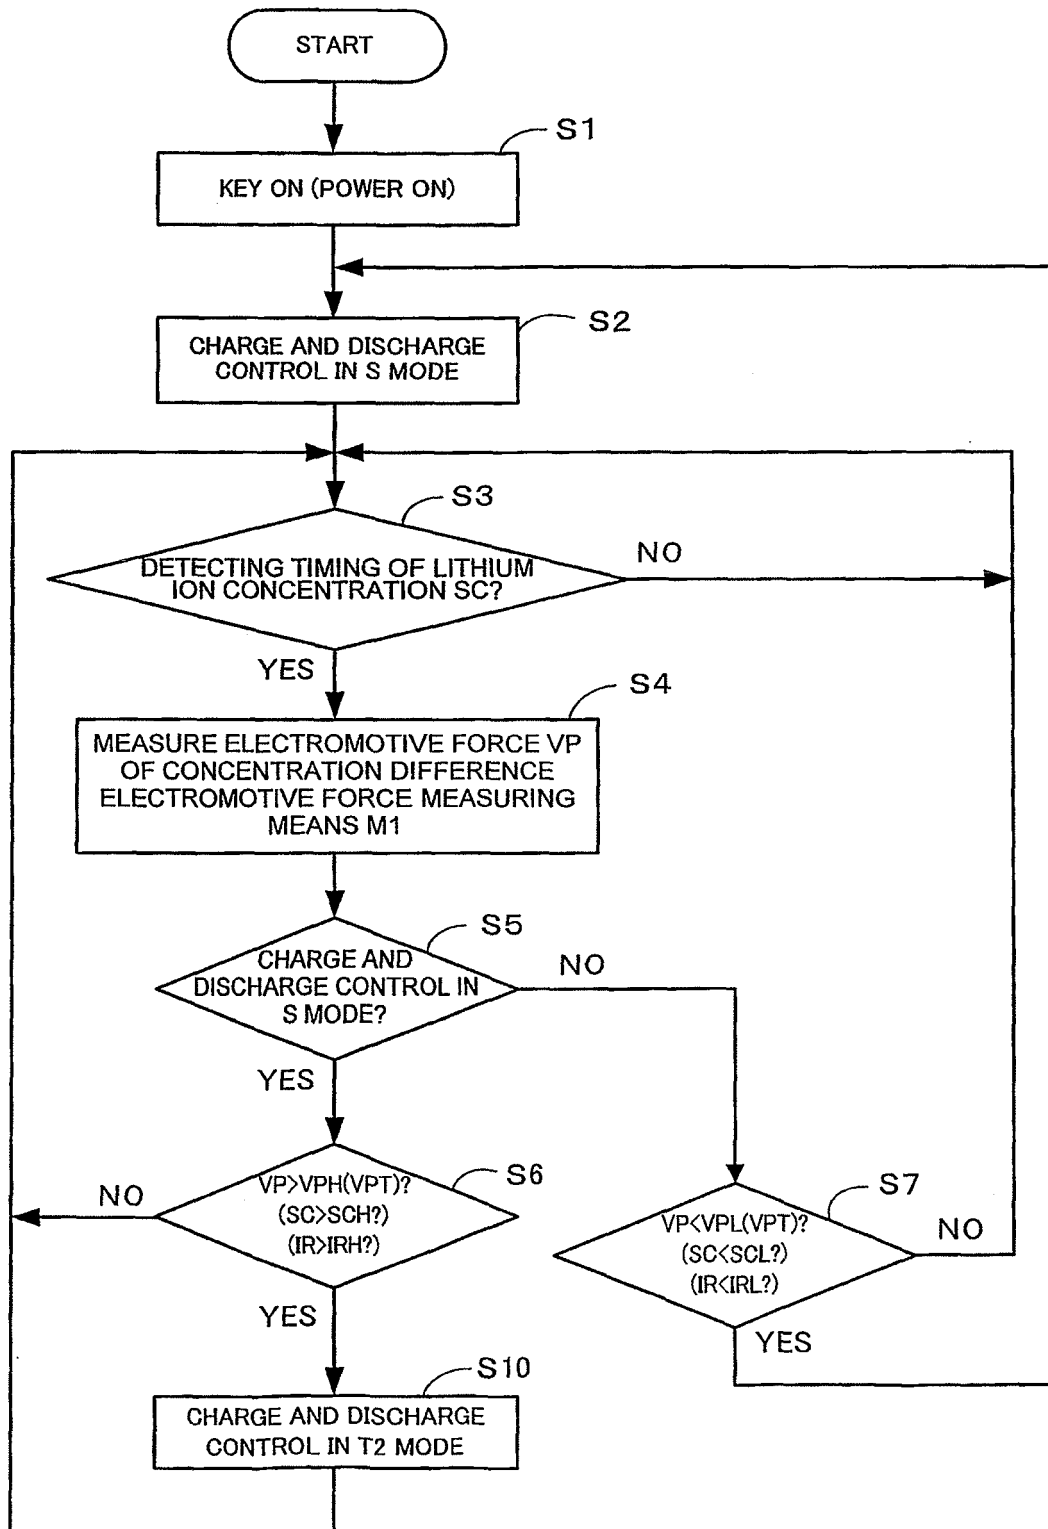 START
S1
KEY ON (POWER ON)
S2
CHARGE AND DISCHARGE
CONTROL IN S MODE
S3
DETECTING TIMING OF LITHIUM
ION CONCENTRATION SC?
NO
YES
S4
MEASURE ELECTROMOTIVE FORCE VP
OF CONCENTRATION DIFFERENCE
ELECTROMOTIVE FORCE MEASURING
MEANS M1
S5
CHARGE AND
DISCHARGE CONTROL IN
S MODE?
NO
YES
S6
VP>VPH(VPT)?
(SC>SCH?)
(IR>IRH?)
NO
YES
S7
VP<VPL(VPT)?
(SC<SCL?)
(IR<IRL?)
NO
YES
S10
CHARGE AND DISCHARGE
CONTROL IN T2 MODE